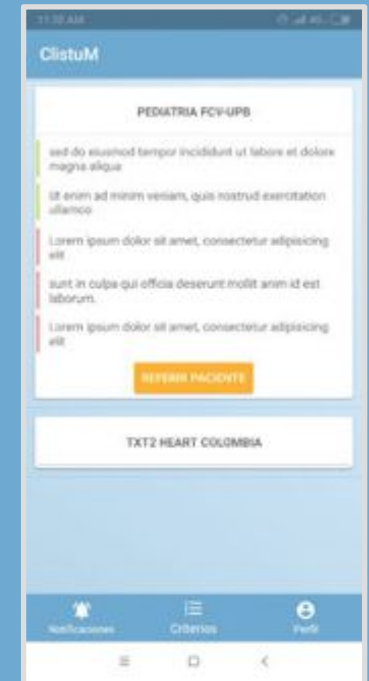 11:30 AM
4G
ClistuM
PEDIATRIA FCV-UPB
sed do eiusmod tempor incididunt ut labore et dolore
magna aliqua
Ut enim ad minim veniam, quis nostrud exercitation
ullamco
Lorem ipsum dolor sit amet, consectetur adipisicing
elit
sunt in culpa qui officia deserunt mollit anim id est
laborum.
Lorem ipsum dolor sit amet, consectetur adipisicing
elit
REFERIR PACIENTE
TXT2 HEART COLOMBIA
Notificaciones
Criterios
Perfil